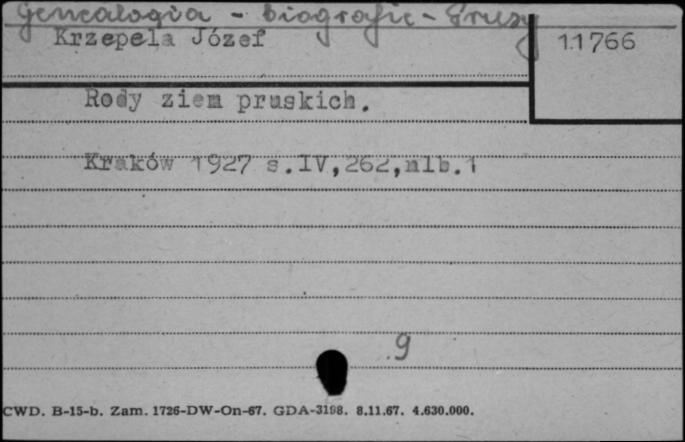 Genealogia - biografie - Prusy
Krzepela Józef
11766
Rody ziem pruskich.
Kraków 1927 s.IV,262,nlb.1
9
CWD. B-15-b. Zam. 1726-DW-On-67. GDA-3198. 8.11.67. 4.630.000.